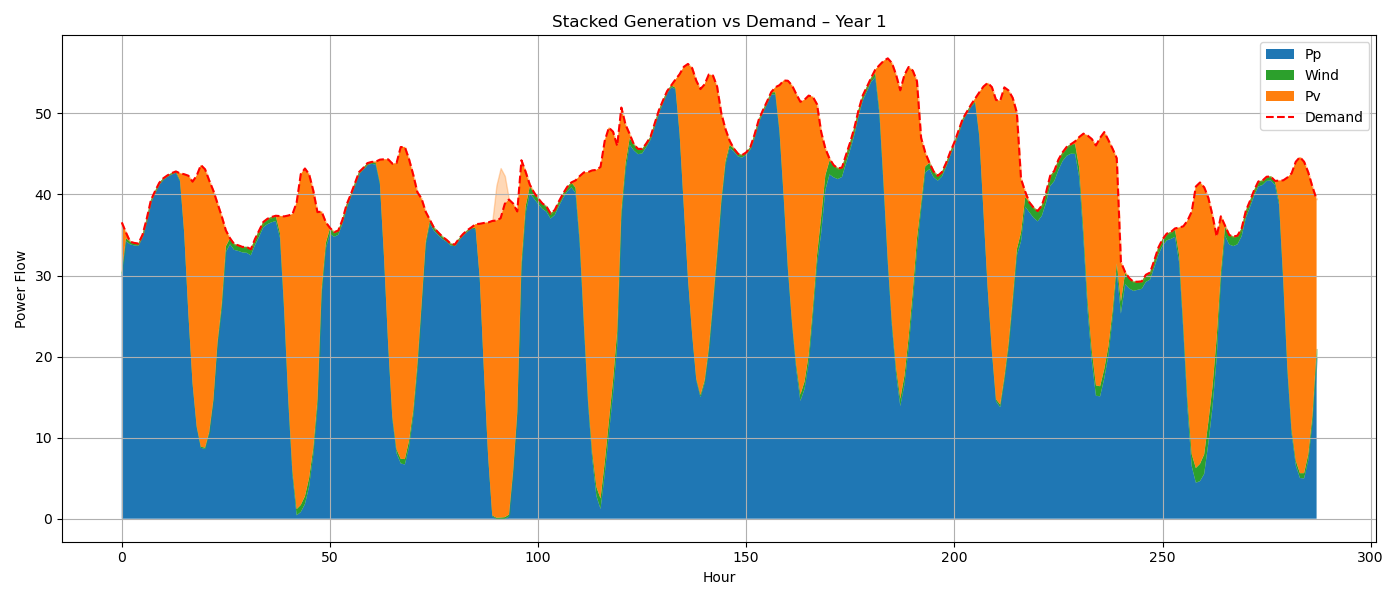 Stacked Generation vs Demand – Year 1
Pp
Wind
Pv
Demand
Power Flow
50
40
30
20
10
0
0 50 100 150 200 250 300
Hour